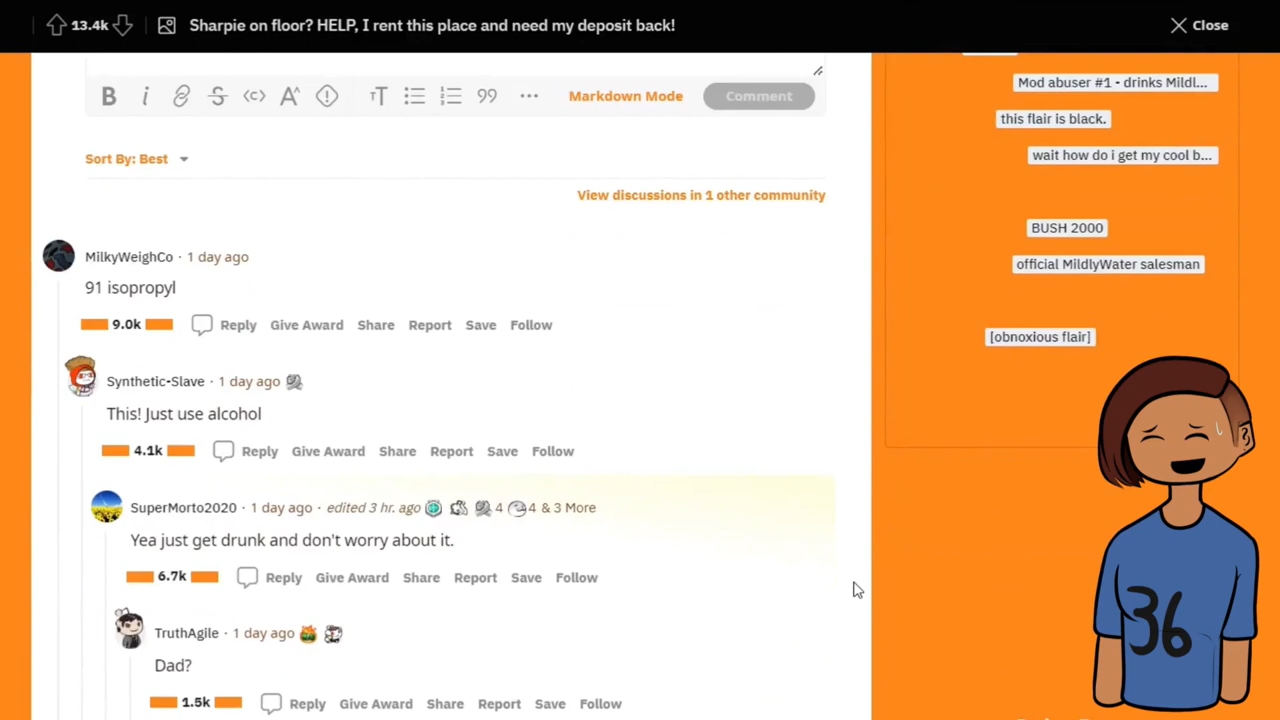 13.4k Sharpie on floor? HELP, I rent this place and need my deposit back! Close
B i <c> A T 99 ... Markdown Mode Comment
Sort By: Best
View discussions in 1 other community
MilkyWeighCo · 1 day ago
91 isopropyl
9.0k Reply Give Award Share Report Save Follow
Synthetic-Slave · 1 day ago
This! Just use alcohol
4.1k Reply Give Award Share Report Save Follow
SuperMorto2020 · 1 day ago · edited 3 hr. ago 4 4 & 3 More
Yea just get drunk and don't worry about it.
6.7k Reply Give Award Share Report Save Follow
TruthAgile · 1 day ago
Dad?
1.5k Reply Give Award Share Report Save Follow
Mod abuser #1 - drinks Mildl...
this flair is black.
wait how do i get my cool b...
BUSH 2000
official MildlyWater salesman
[obnoxious flair]
36